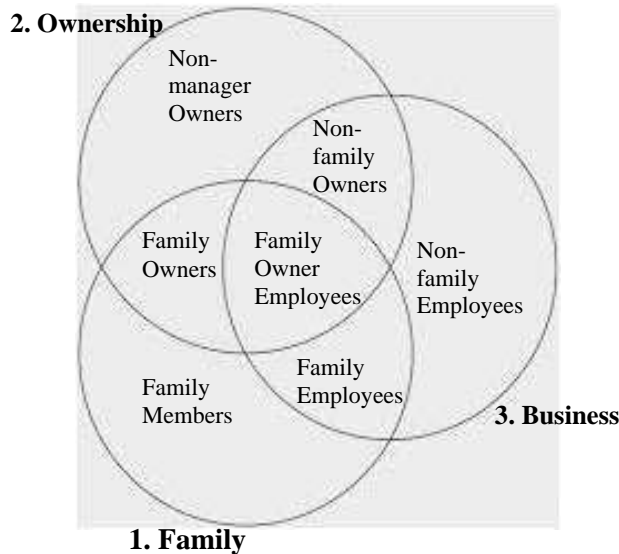 2. Ownership
Non-
manager
Owners
Non-
family
Owners
Family
Owners
Family
Owner
Employees
Non-
family
Employees
Family
Members
Family
Employees
3. Business
1. Family